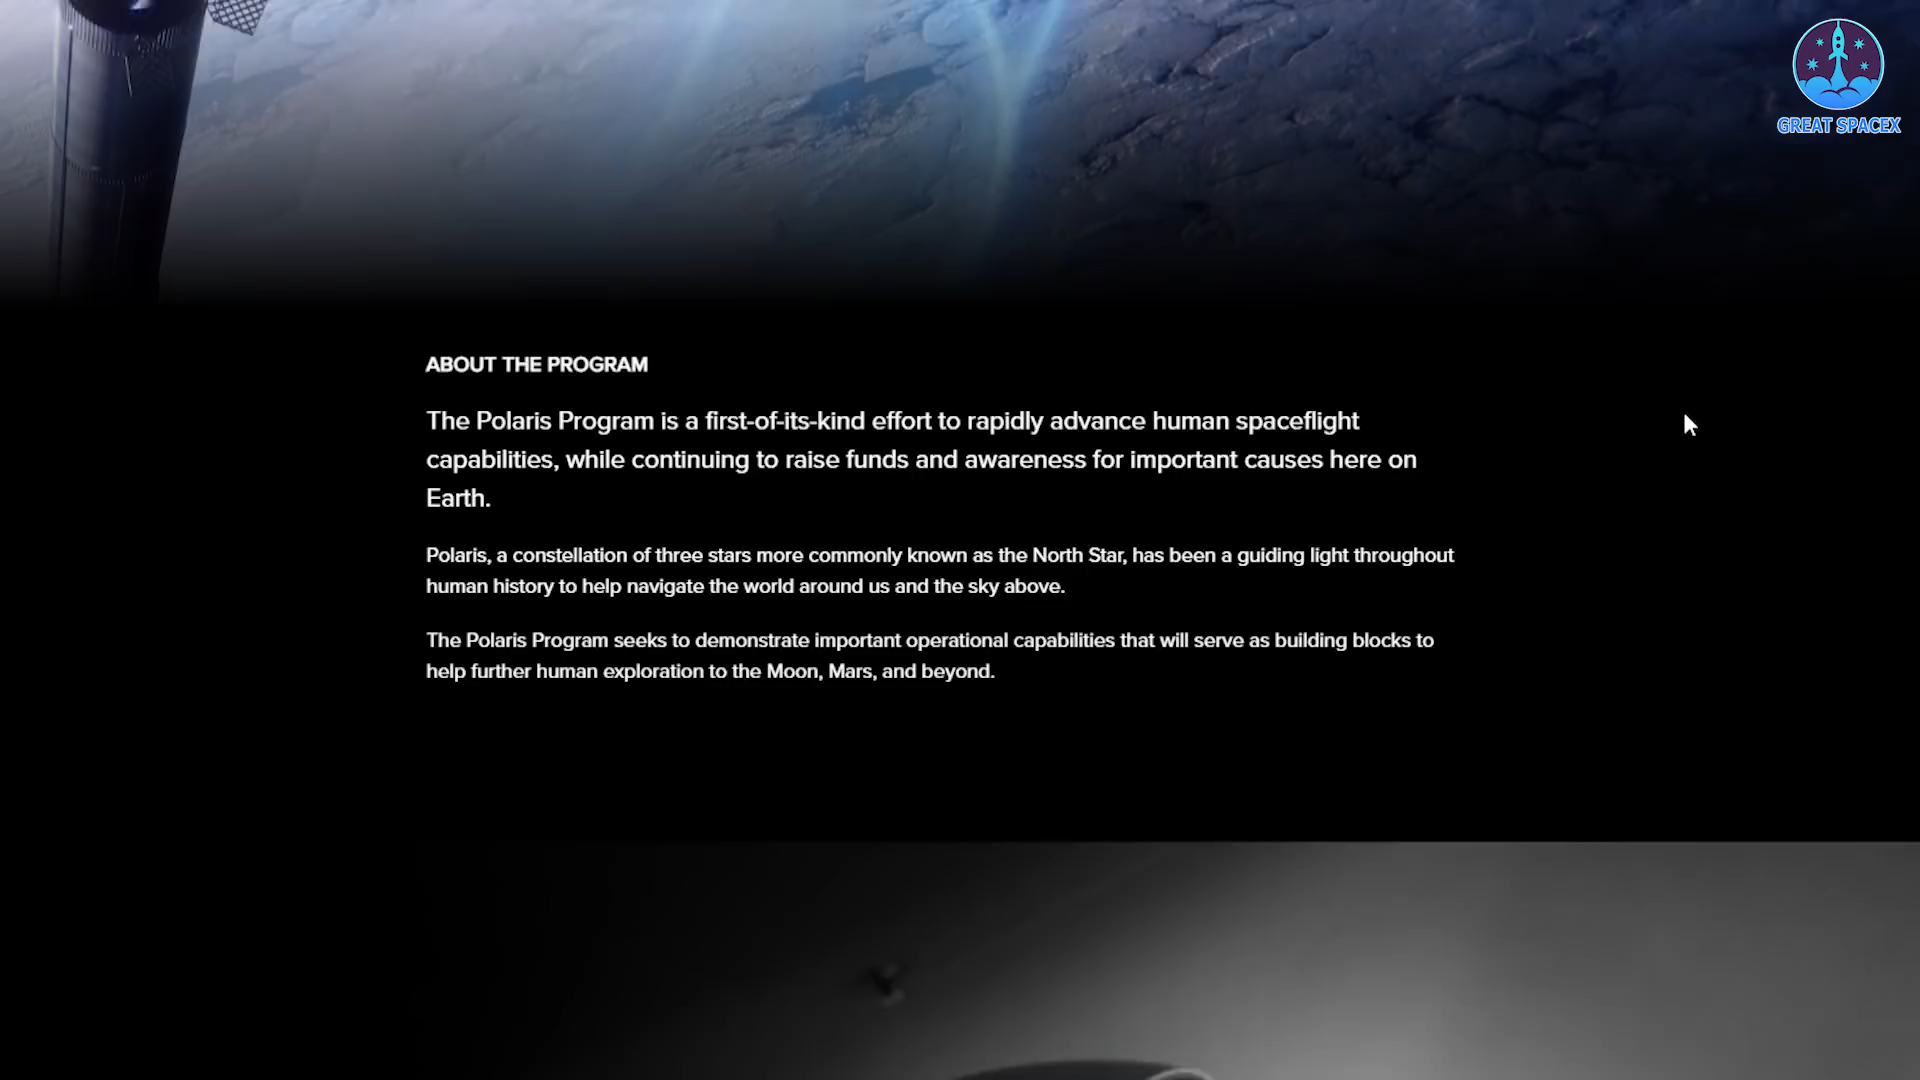 GREAT SPACEX
ABOUT THE PROGRAM
The Polaris Program is a first-of-its-kind effort to rapidly advance human spaceflight
capabilities, while continuing to raise funds and awareness for important causes here on
Earth.
Polaris, a constellation of three stars more commonly known as the North Star, has been a guiding light throughout
human history to help navigate the world around us and the sky above.
The Polaris Program seeks to demonstrate important operational capabilities that will serve as building blocks to
help further human exploration to the Moon, Mars, and beyond.